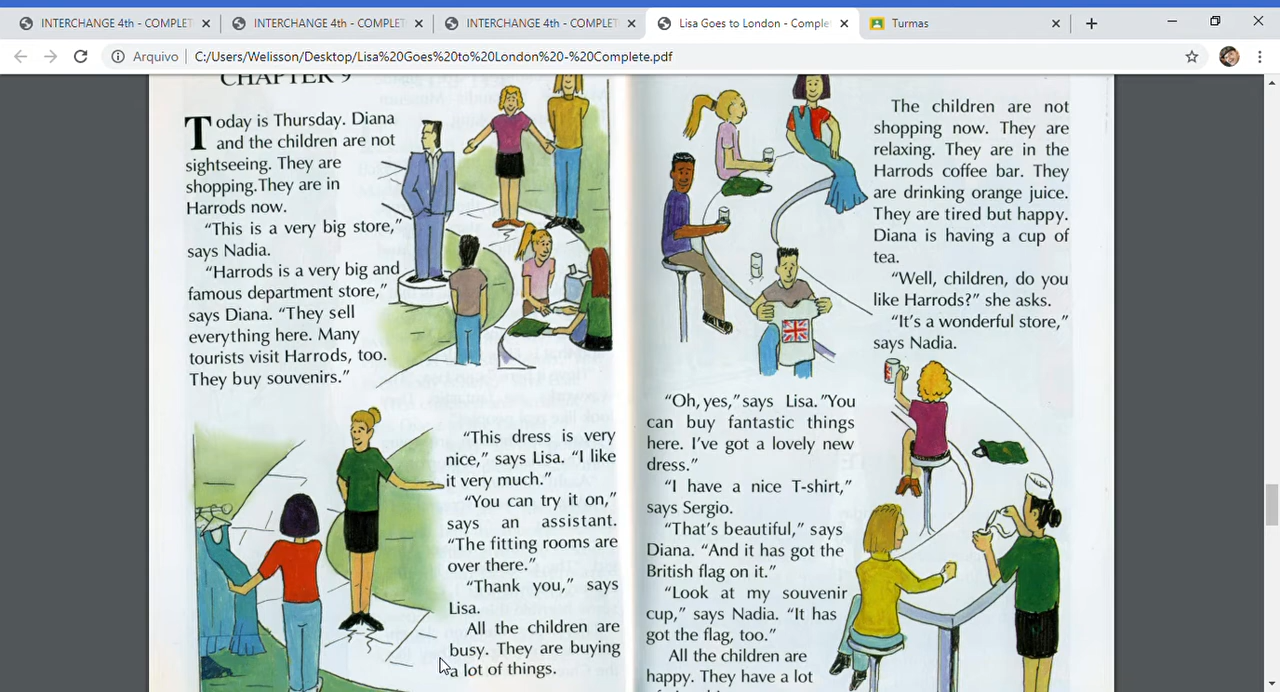 INTERCHANGE 4th - COMPLET
INTERCHANGE 4th - COMPLET
INTERCHANGE 4th - COMPLET
Lisa Goes to London - Comple
Turmas
Arquivo
C:/Users/Welisson/Desktop/Lisa%20Goes%20to%20London%20-%20Complete.pdf
CHAPTER 9
Today is Thursday. Diana
and the children are not
sightseeing. They are
shopping.They are in
Harrods now.
“This is a very big store,”
says Nadia.
“Harrods is a very big and
famous department store,”
says Diana. “They sell
everything here. Many
tourists visit Harrods, too.
They buy souvenirs.”
“This dress is very
nice,” says Lisa. “I like
it very much.”
“You can try it on,”
says an assistant.
“The fitting rooms are
over there.”
“Thank you,” says
Lisa.
All the children are
busy. They are buying
a lot of things.
The children are not
shopping now. They are
relaxing. They are in the
Harrods coffee bar. They
are drinking orange juice.
They are tired but happy.
Diana is having a cup of
tea.
“Well, children, do you
like Harrods?” she asks.
“It’s a wonderful store,”
says Nadia.
“Oh, yes,” says Lisa. ”You
can buy fantastic things
here. I’ve got a lovely new
dress.”
“I have a nice T-shirt,”
says Sergio.
“That’s beautiful,” says
Diana. “And it has got the
British flag on it.”
“Look at my souvenir
cup,” says Nadia. “It has
got the flag, too.”
All the children are
happy. They have a lot